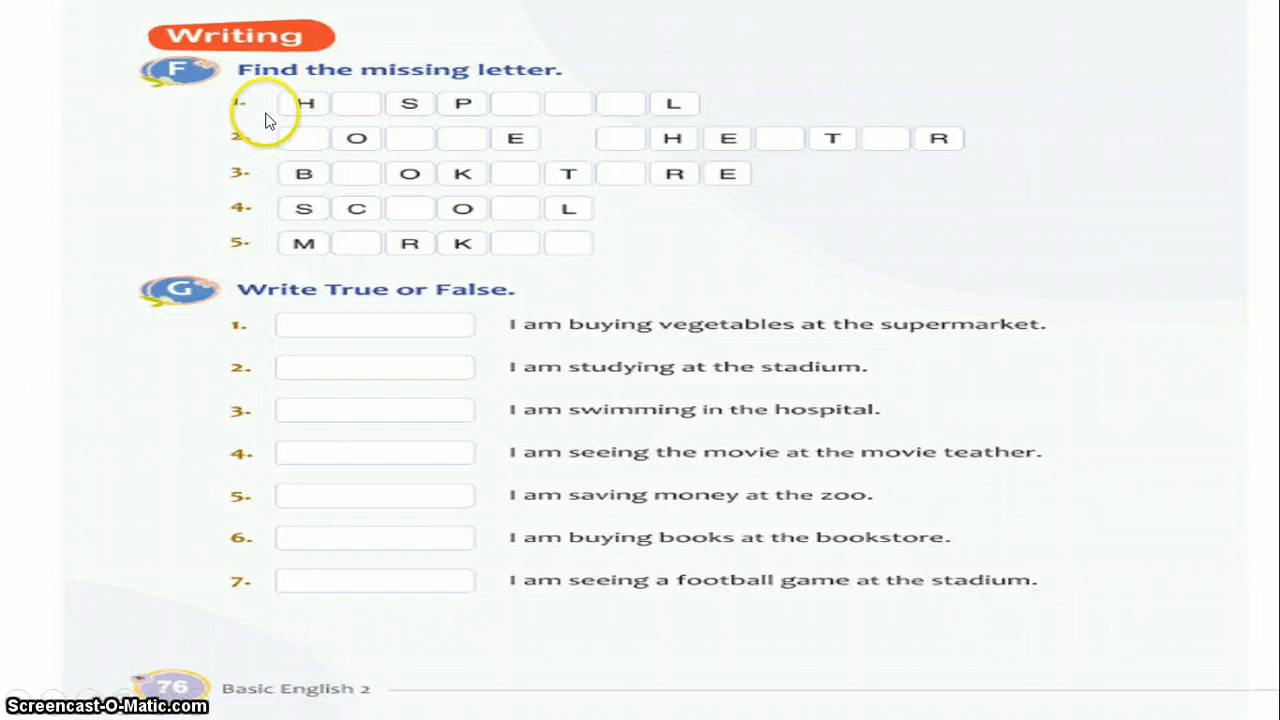 Writing
F Find the missing letter.
1- H S P L
2- O E H E T R
3- B O K T R E
4- S C O L
5- M R K
G Write True or False.
1. I am buying vegetables at the supermarket.
2. I am studying at the stadium.
3. I am swimming in the hospital.
4. I am seeing the movie at the movie teather.
5. I am saving money at the zoo.
6. I am buying books at the bookstore.
7. I am seeing a football game at the stadium.
76 Basic English 2
Screencast-O-Matic.com